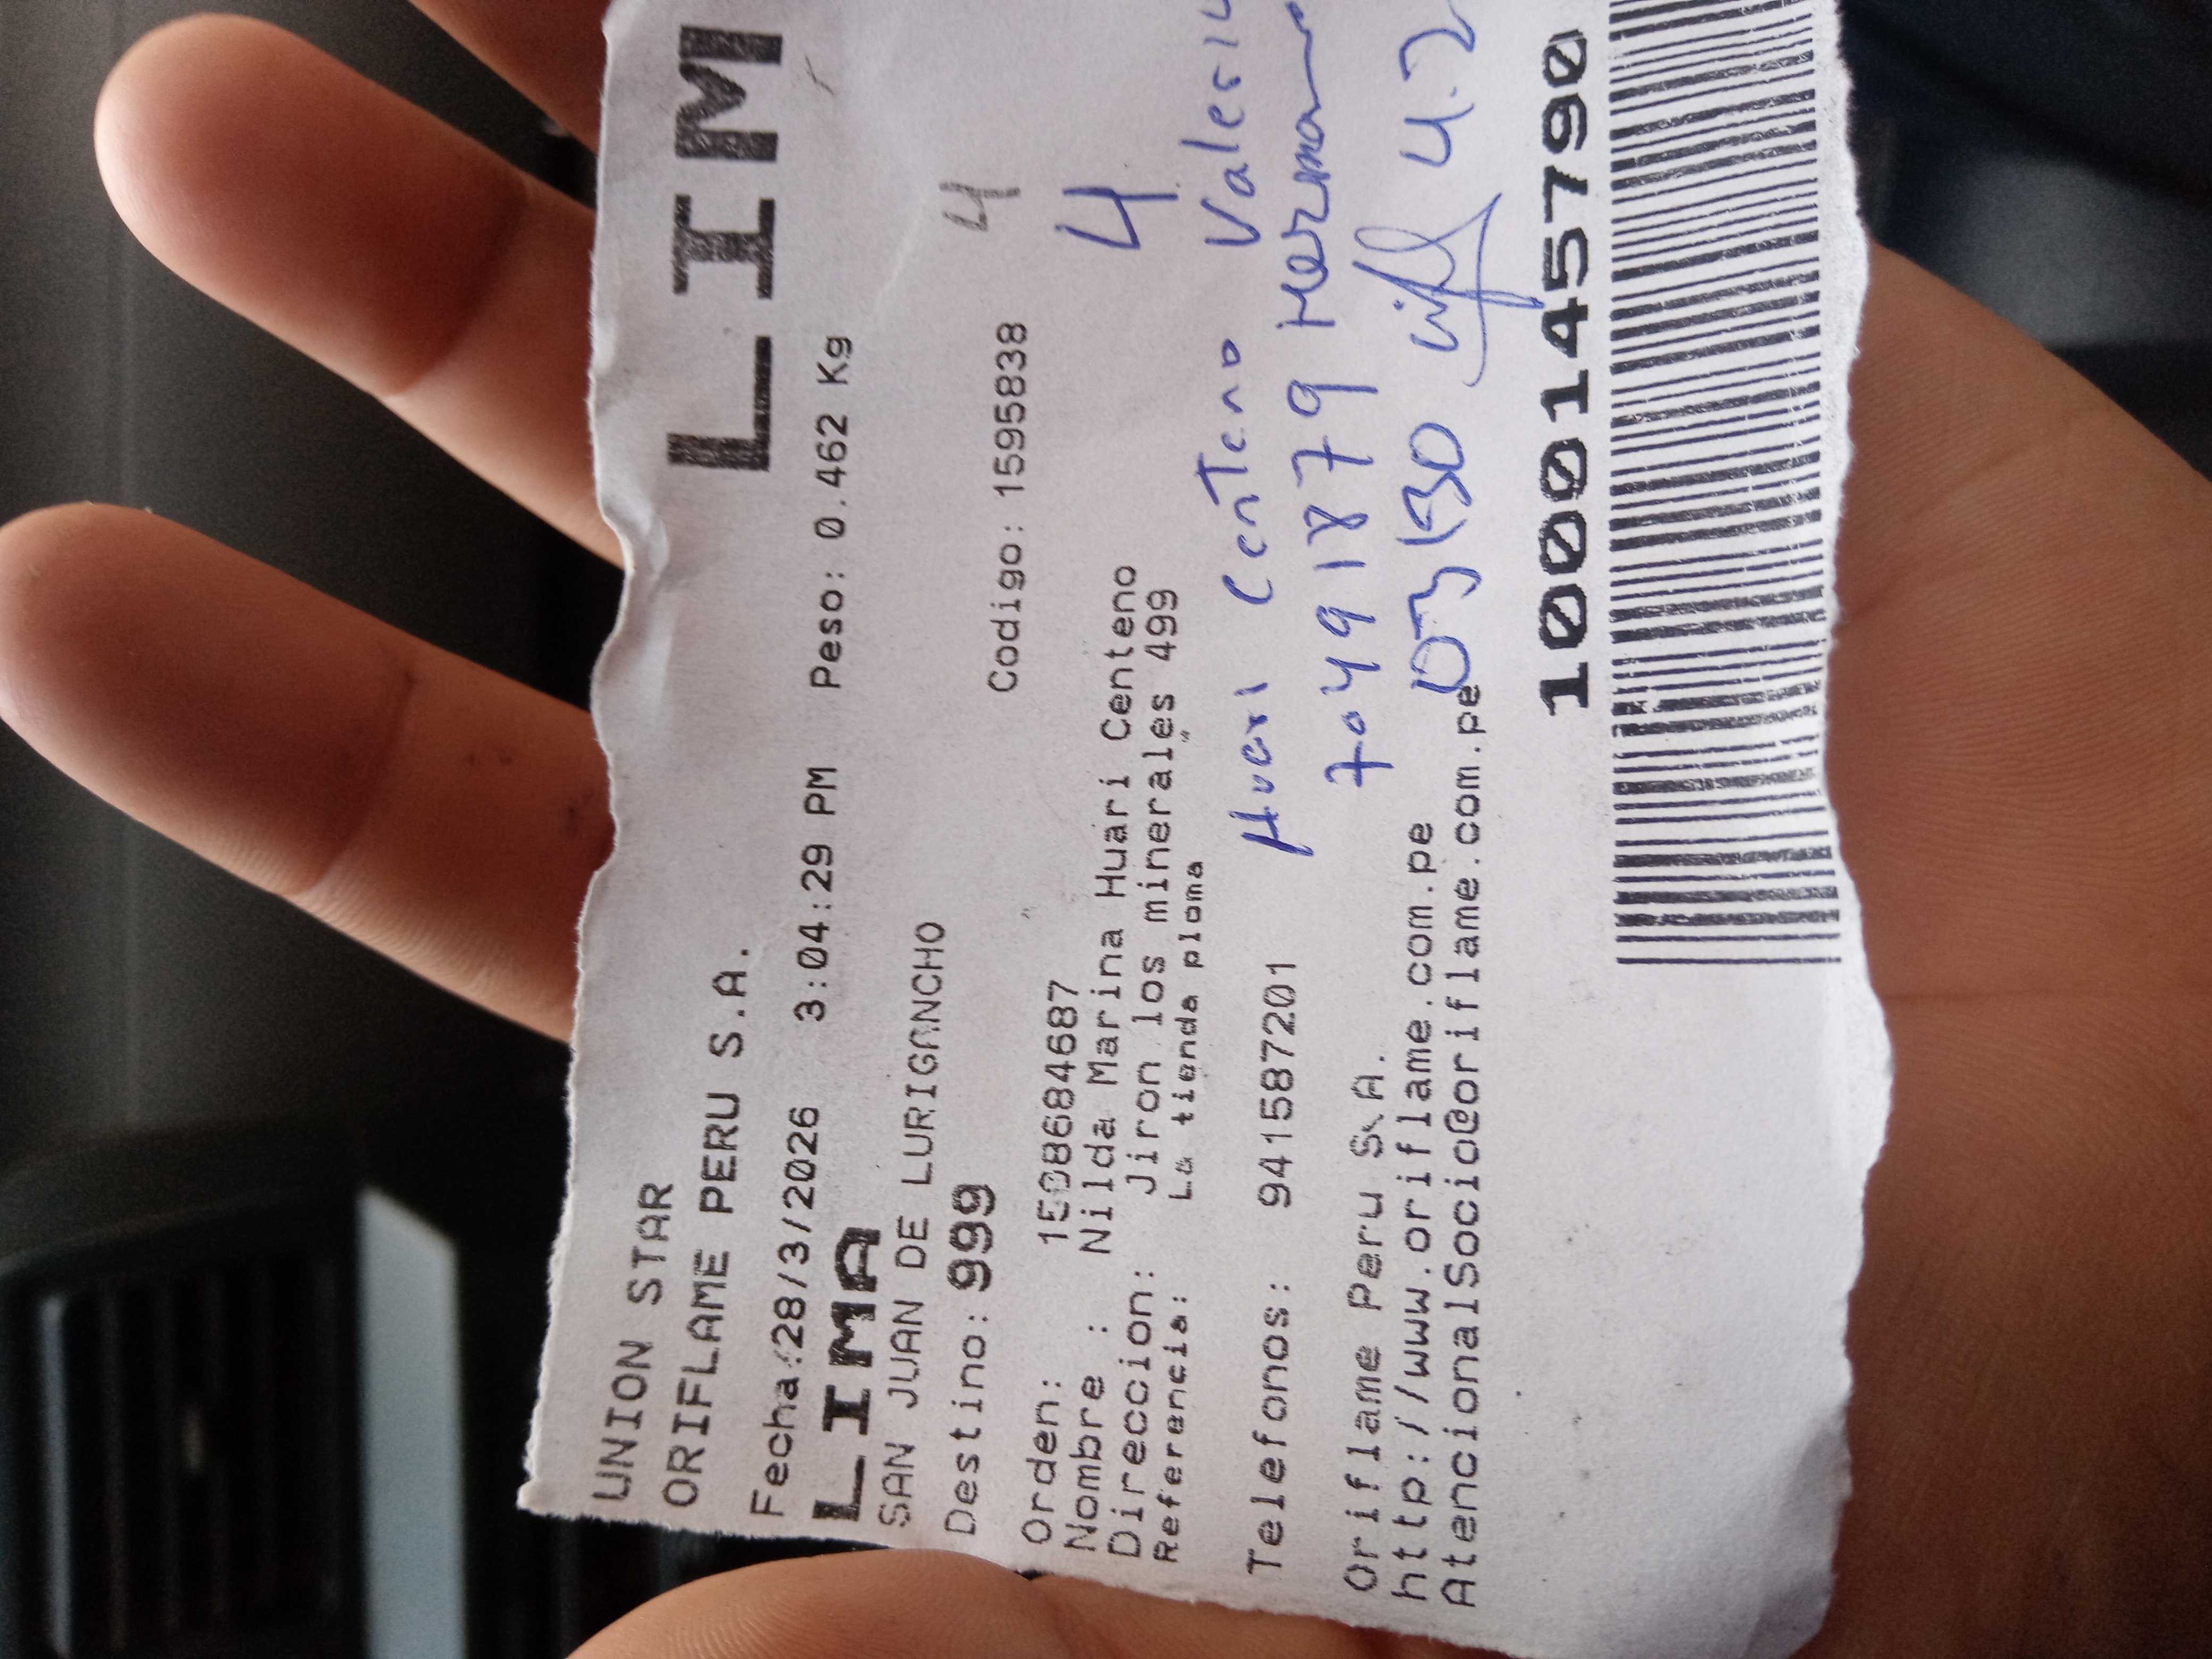 UNION STAR
ORIFLAME PERU S.A.
LIM
Fecha:28/3/2026 3:04:29 PM Peso: 0.462 Kg
LIMA
SAN JUAN DE LURIGANCHO
4
Destino: 999 Codigo: 1595838
Orden: 1508684687
4
Nombre : Nilda Marina Huari Centeno
Direccion: Jiron los minerales 499
Referencia: La tienda ploma
Huari Centeno
Telefonos: 941587201
Oriflame Peru S.A.
http://www.oriflame.com.pe
AtencionalSocio@oriflame.com.pe
1000145790